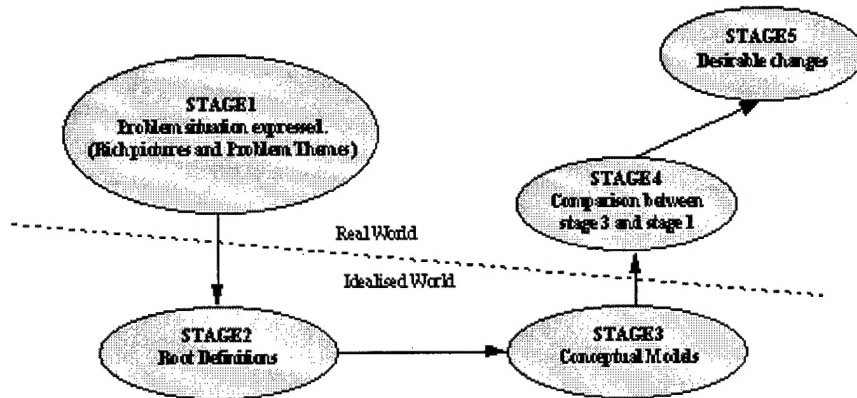 STAGE1
Problem situation expressed.
(Rich pictures and Problem Themes)
Real World
Idealised World
STAGE2
Root Definitions
STAGE3
Conceptual Models
STAGE4
Comparison between
stage 3 and stage 1
STAGE5
Desirable changes